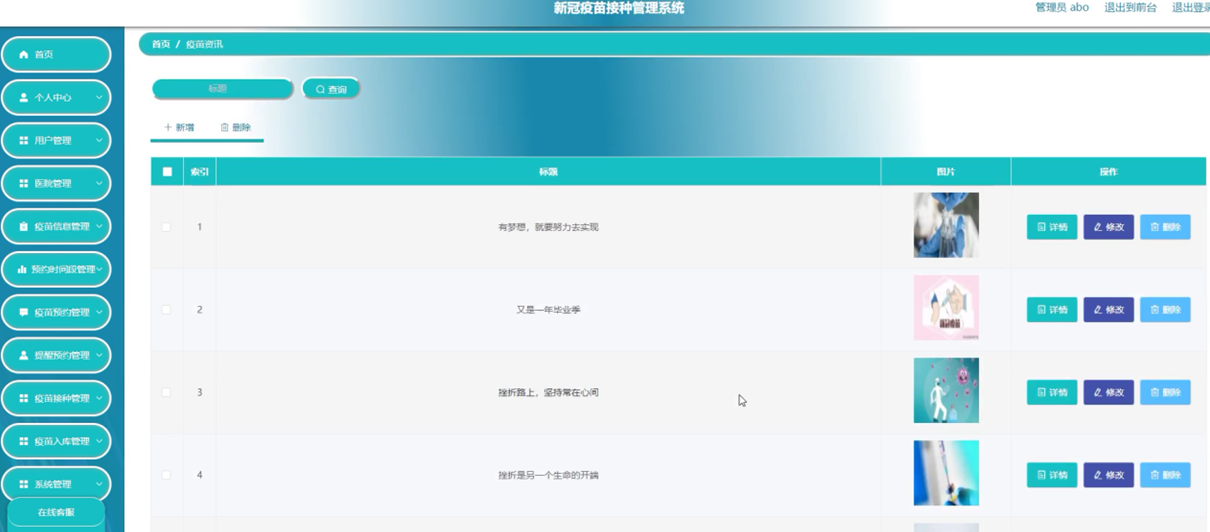 新冠疫苗接种管理系统
管理员 abo 退出到前台 退出登录
首页
个人中心
用户管理
医院管理
疫苗信息管理
预约时间段管理
疫苗预约管理
提醒预约管理
疫苗接种管理
疫苗入库管理
系统管理
在线客服
首页 / 疫苗资讯
标题 查询
新增 删除
索引 标题 图片 操作
1 有梦想，就要努力去实现 详情 修改 删除
2 又是一年毕业季 详情 修改 删除
3 挫折路上，坚持常在心间 详情 修改 删除
4 挫折是另一个生命的开端 详情 修改 删除